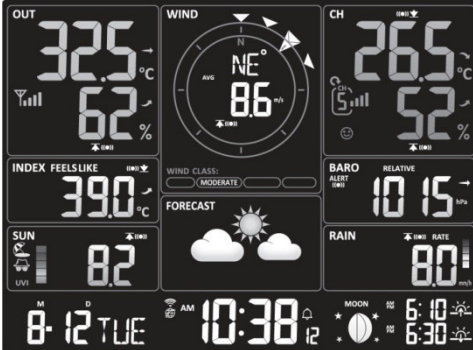 OUT
32.5 °C
62 %
WIND
N
NE°
AVG
8.6 m/s
WIND CLASS:
MODERATE
CH
26.5 °C
CH
5
52 %
INDEX FEELS LIKE
39.0 °C
FORECAST
BARO RELATIVE
ALERT
1015 hPa
SUN
UVI
8.2
RAIN RATE
8.0 mm/h
M D
8-12 TUE
AM 10:38 12
MOON
AM 6:10
6:30